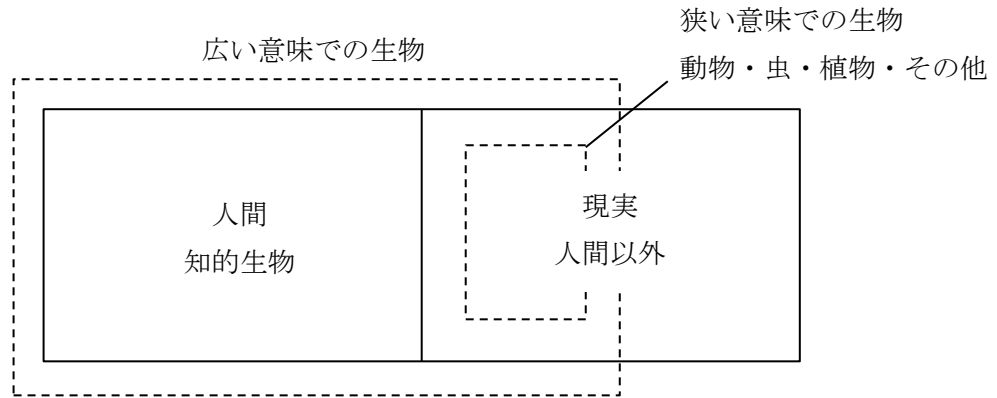 狭い意味での生物
広い意味での生物
動物・虫・植物・その他
人間
知的生物
現実
人間以外